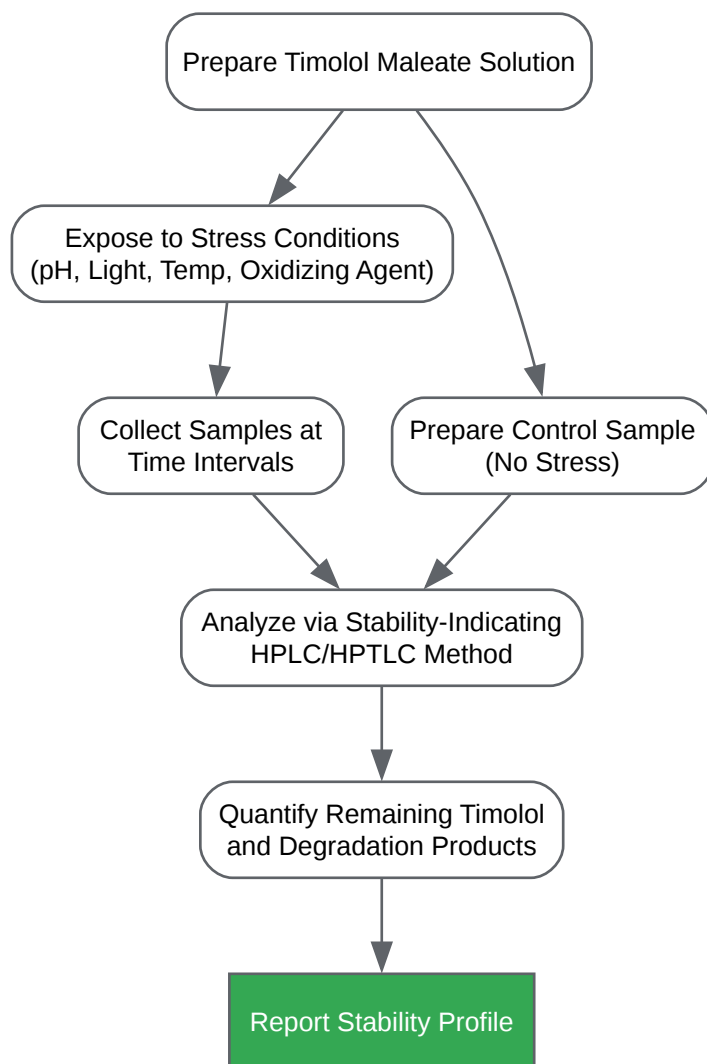 Prepare Timolol Maleate Solution
Expose to Stress Conditions
(pH, Light, Temp, Oxidizing Agent)
Collect Samples at
Time Intervals
Prepare Control Sample
(No Stress)
Analyze via Stability-Indicating
HPLC/HPTLC Method
Quantify Remaining Timolol
and Degradation Products
Report Stability Profile